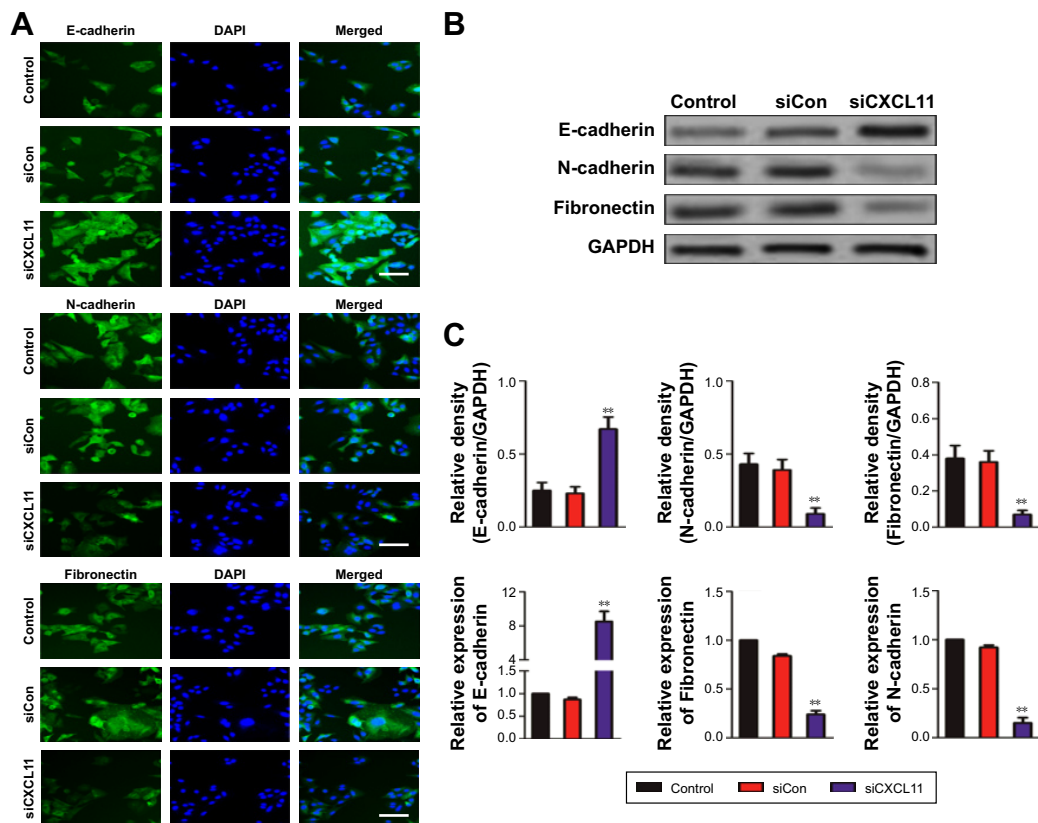 A
E-cadherin DAPI Merged
Control
siCon
siCXCL11
N-cadherin DAPI Merged
Control
siCon
siCXCL11
Fibronectin DAPI Merged
Control
siCon
siCXCL11
B
Control siCon siCXCL11
E-cadherin
N-cadherin
Fibronectin
GAPDH
C
Relative density
(E-cadherin/GAPDH)
1.0
0.5
0.0
**
Relative density
(N-cadherin/GAPDH)
1.0
0.5
0.0
**
Relative density
(Fibronectin/GAPDH)
0.8
0.6
0.4
0.2
0.0
**
Relative expression
of E-cadherin
12
8
4
1.5
1.0
0.5
0.0
**
Relative expression
of Fibronectin
1.5
1.0
0.5
0.0
**
Relative expression
of N-cadherin
1.5
1.0
0.5
0.0
**
Control siCon siCXCL11